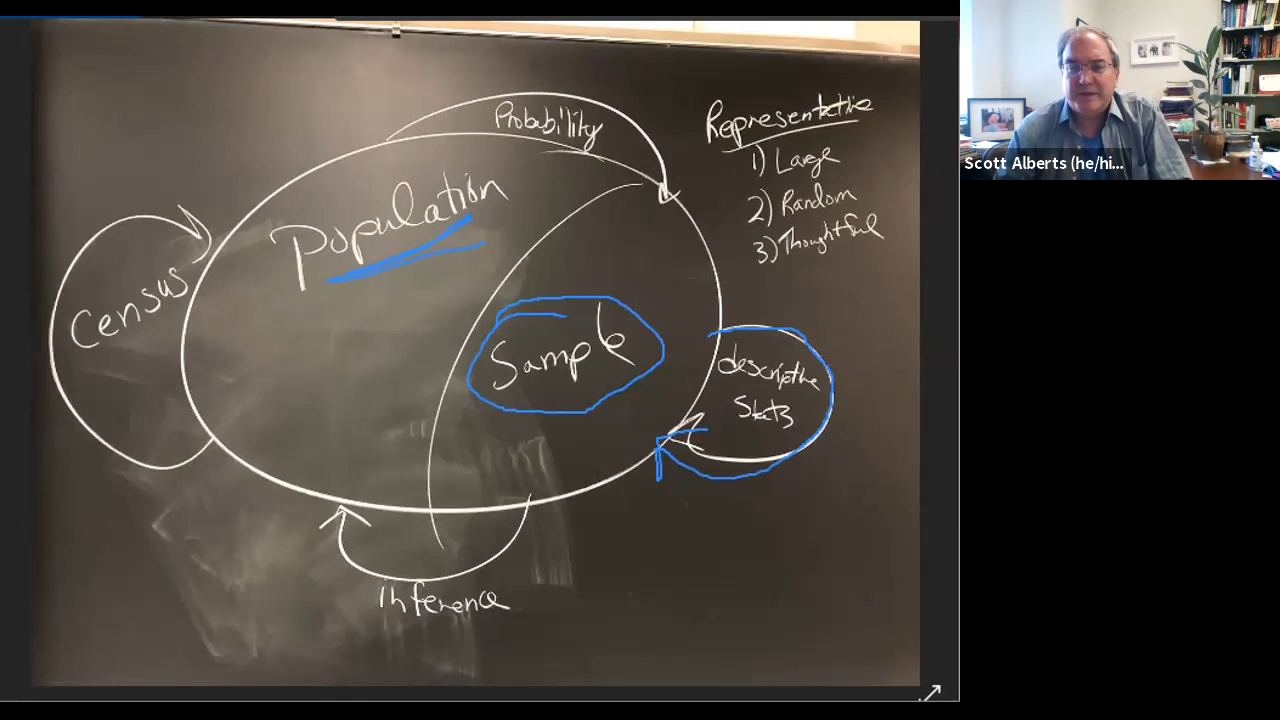 Probability
Representative
1) Large
2) Random
3) Thoughtful
Population
Census
Sample
descriptive
Stats
inference
Scott Alberts (he/hi...